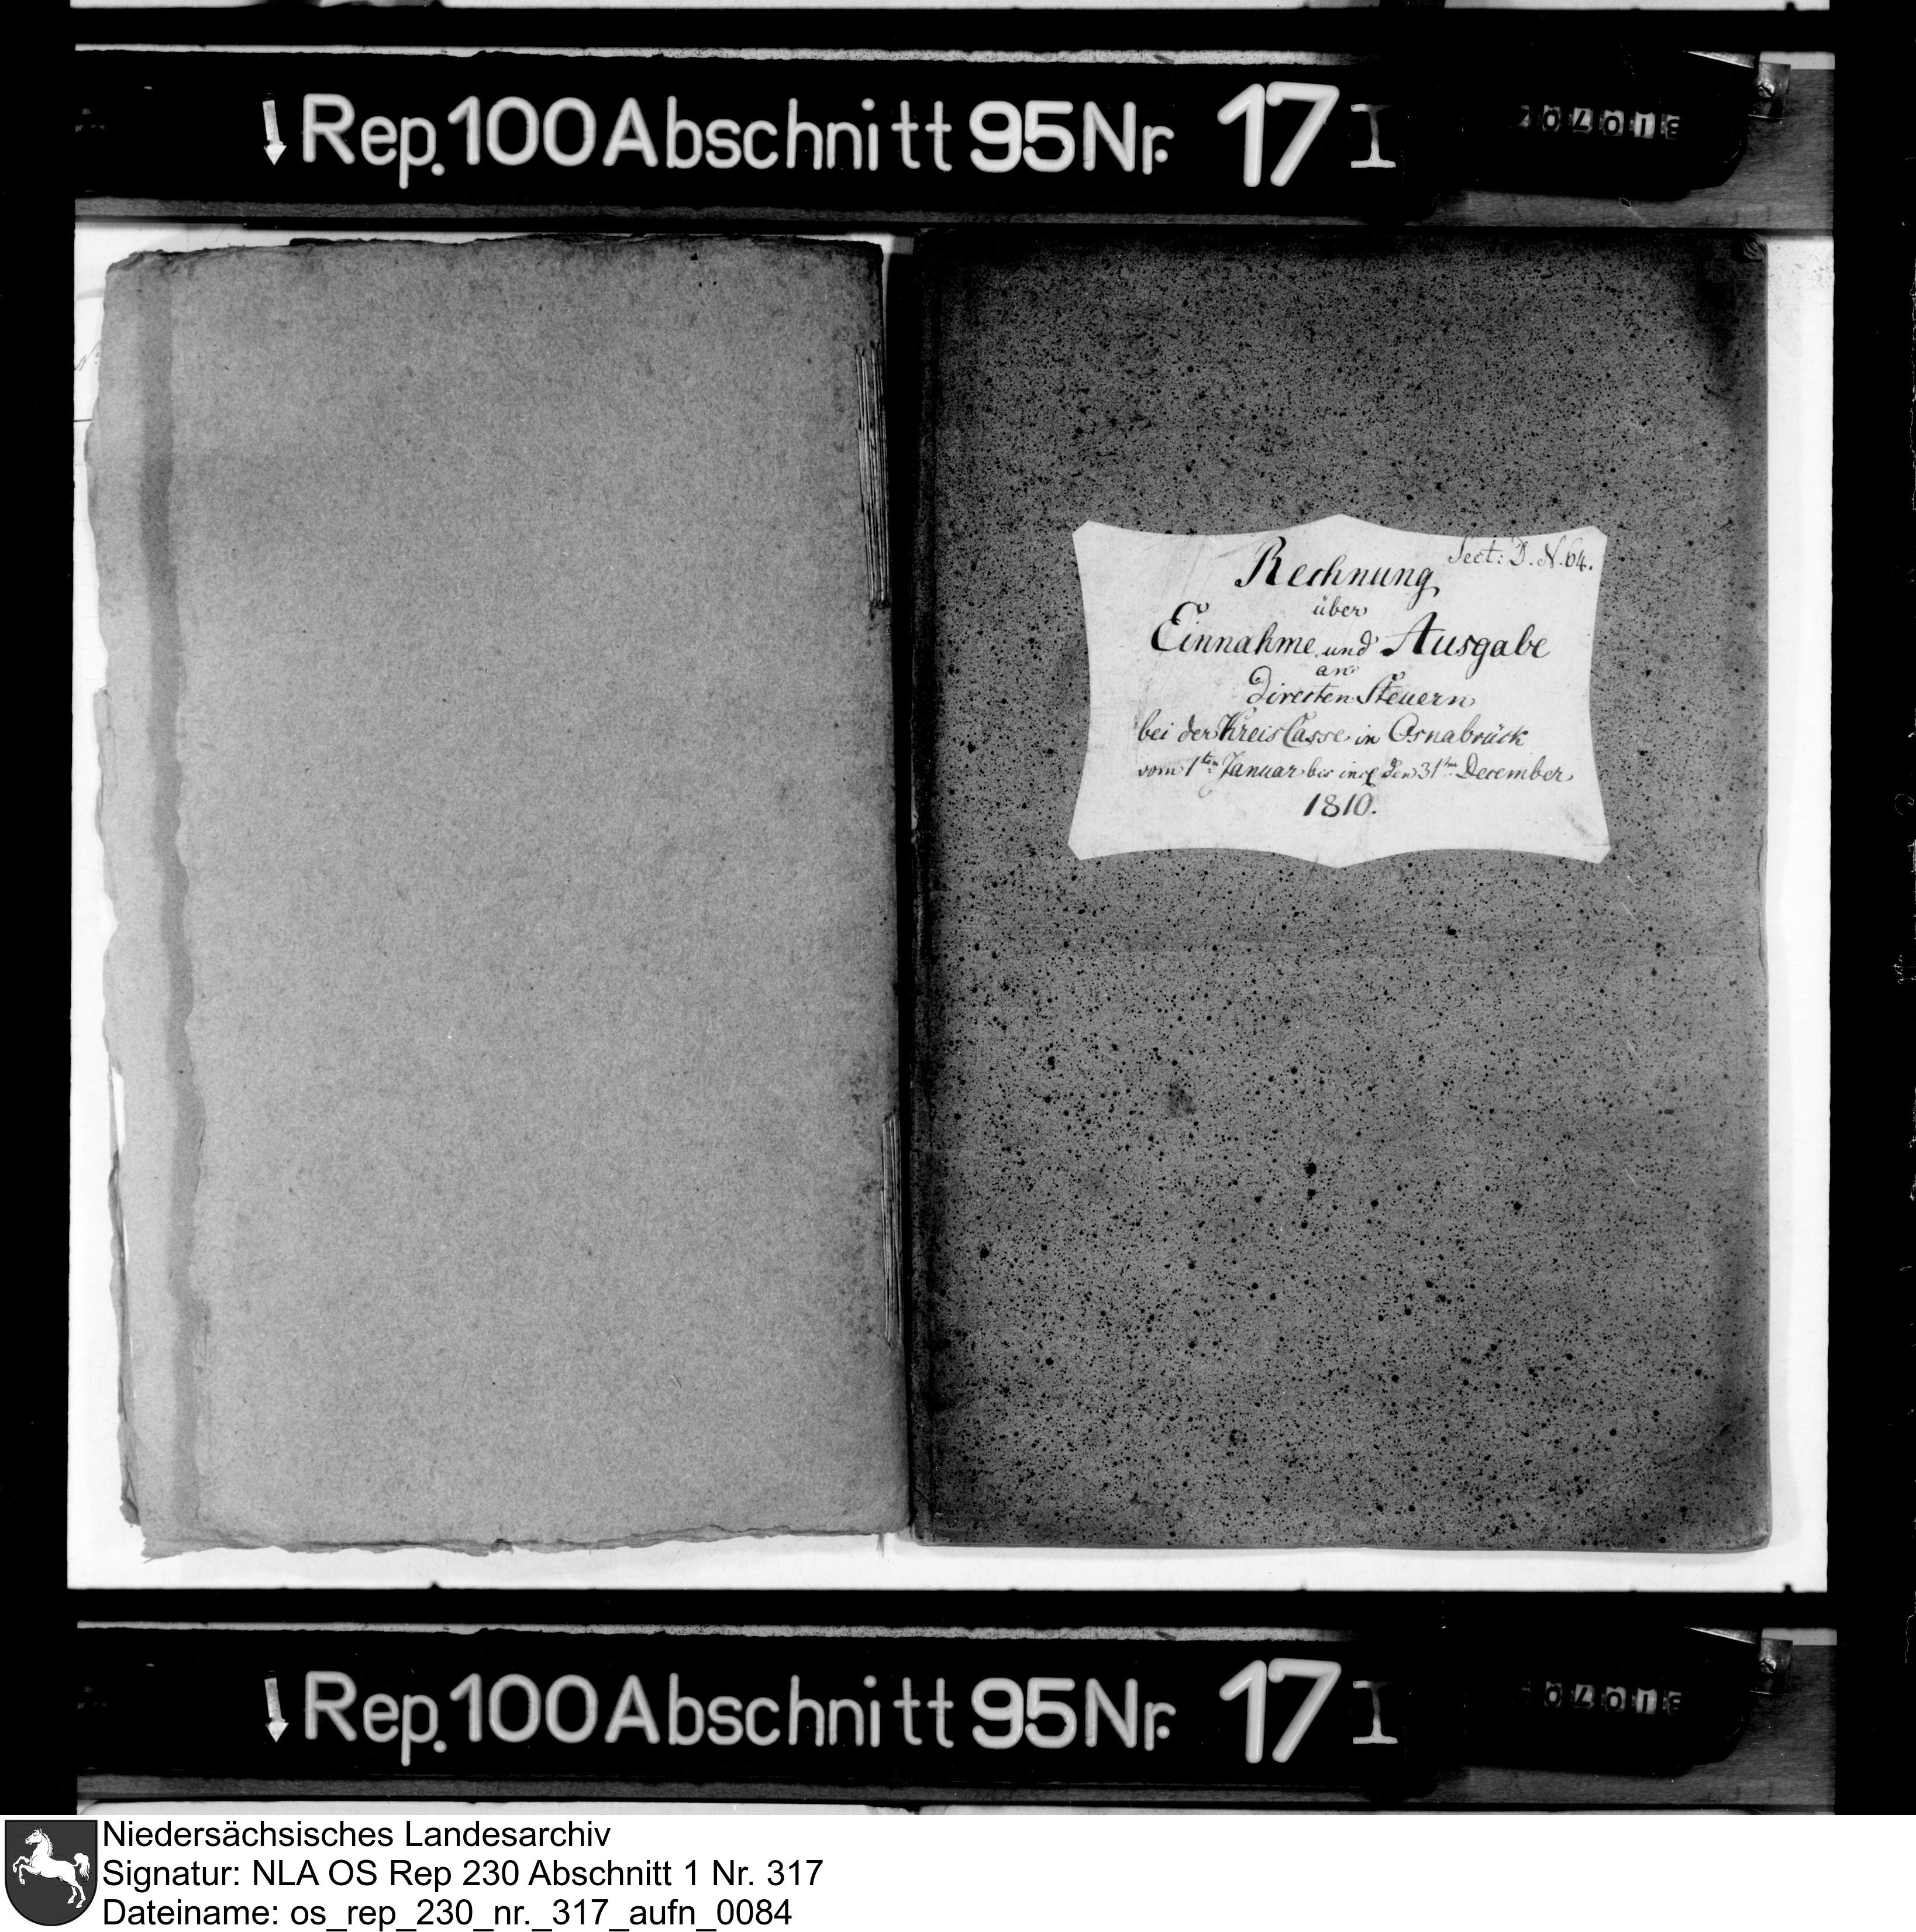 Rep. 100 Abschnitt 95 Nr. 17 I
Sect: D. N. 64.
Rechnung
über
Einnahme und Ausgabe
an
Directen Steuern
bei der Kreis Casse in Osnabrück
vom 1ten Januar bis incl den 31ten December
1810.
Rep. 100 Abschnitt 95 Nr. 17 I
Niedersächsisches Landesarchiv
Signatur: NLA OS Rep 230 Abschnitt 1 Nr. 317
Dateiname: os_rep_230_nr._317_aufn_0084